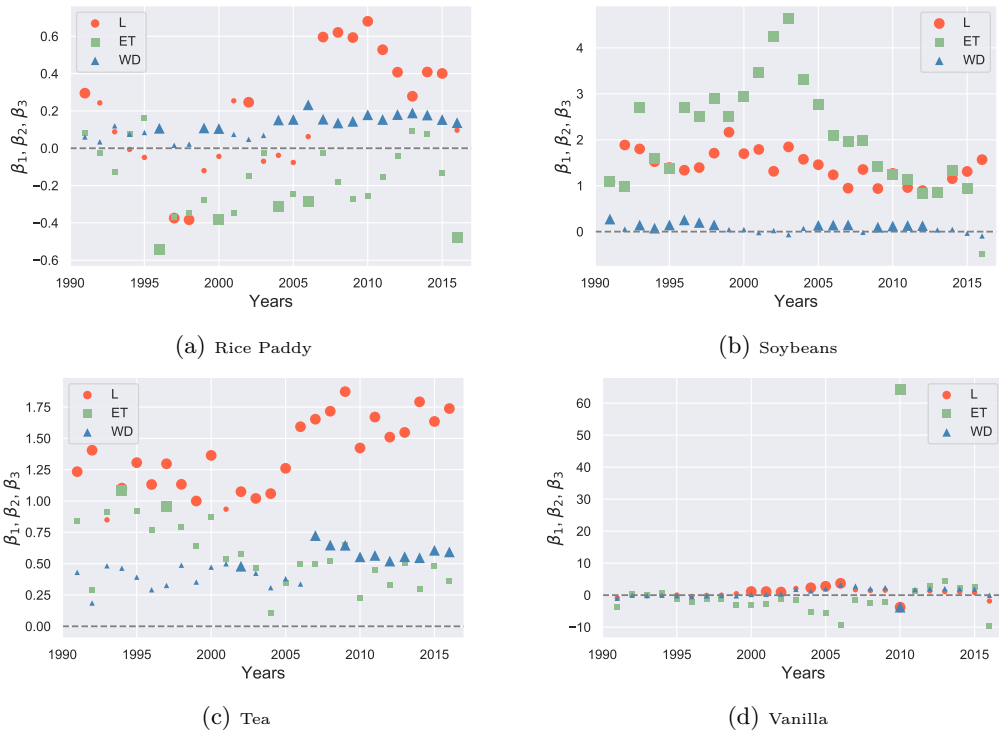 L
ET
WD
0.6
0.4
0.2
0.0
−0.2
−0.4
−0.6
β1, β2, β3
1990 1995 2000 2005 2010 2015
Years
(a) Rice Paddy
L
ET
WD
4
3
2
1
0
β1, β2, β3
1990 1995 2000 2005 2010 2015
Years
(b) Soybeans
L
ET
WD
1.75
1.50
1.25
1.00
0.75
0.50
0.25
0.00
β1, β2, β3
1990 1995 2000 2005 2010 2015
Years
(c) Tea
L
ET
WD
60
50
40
30
20
10
0
−10
β1, β2, β3
1990 1995 2000 2005 2010 2015
Years
(d) Vanilla